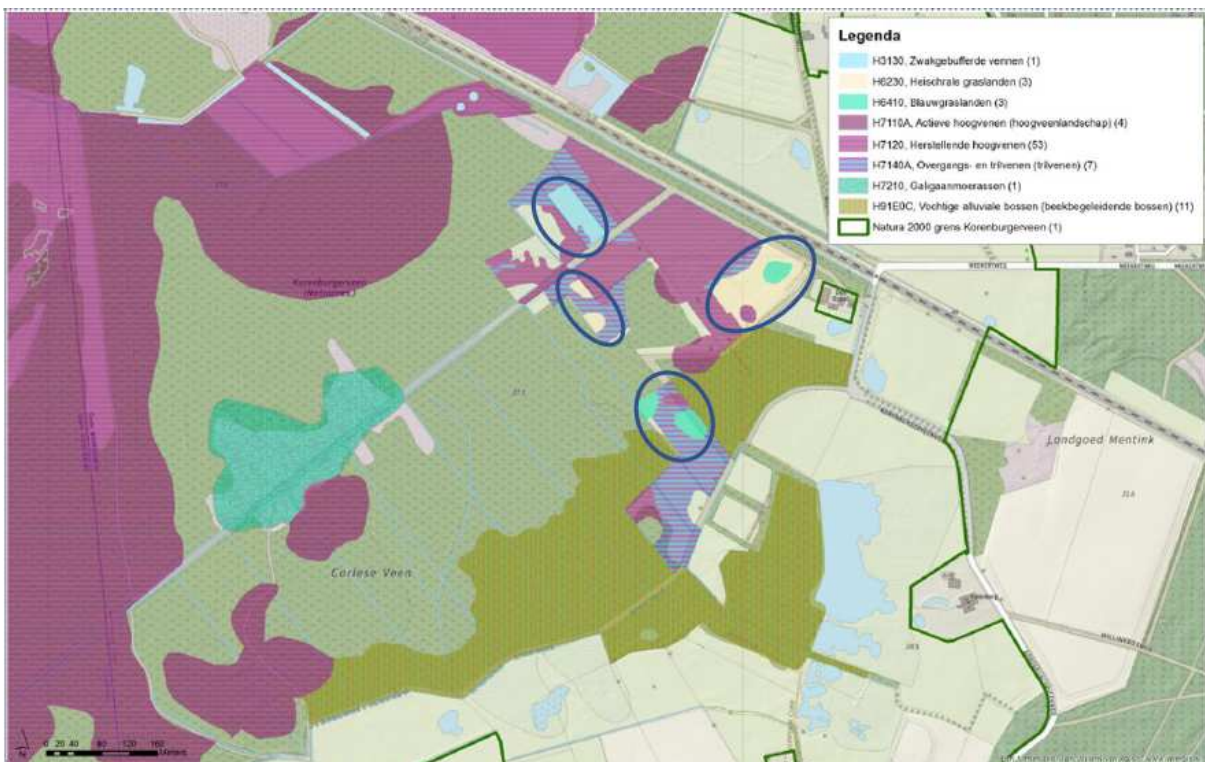 Legenda
H3130, Zwakgebufferde vennen (1)
H6230, Heischrale graslanden (3)
H6410, Blauwgraslanden (3)
H7110A, Actieve hoogvenen (hoogveenlandschap) (4)
H7120, Herstellende hoogvenen (53)
H7140A, Overgangs- en trilvenen (trilvenen) (7)
H7210, Galigaanmoerassen (1)
H91E0C, Vochtige alluviale bossen (beekbegeleidende bossen) (11)
Natura 2000 grens Korenburgerveen (1)
Korenburgerveen
Landgoed Mentink
Corlese Veen
0 20 40 80 120 160
Meters